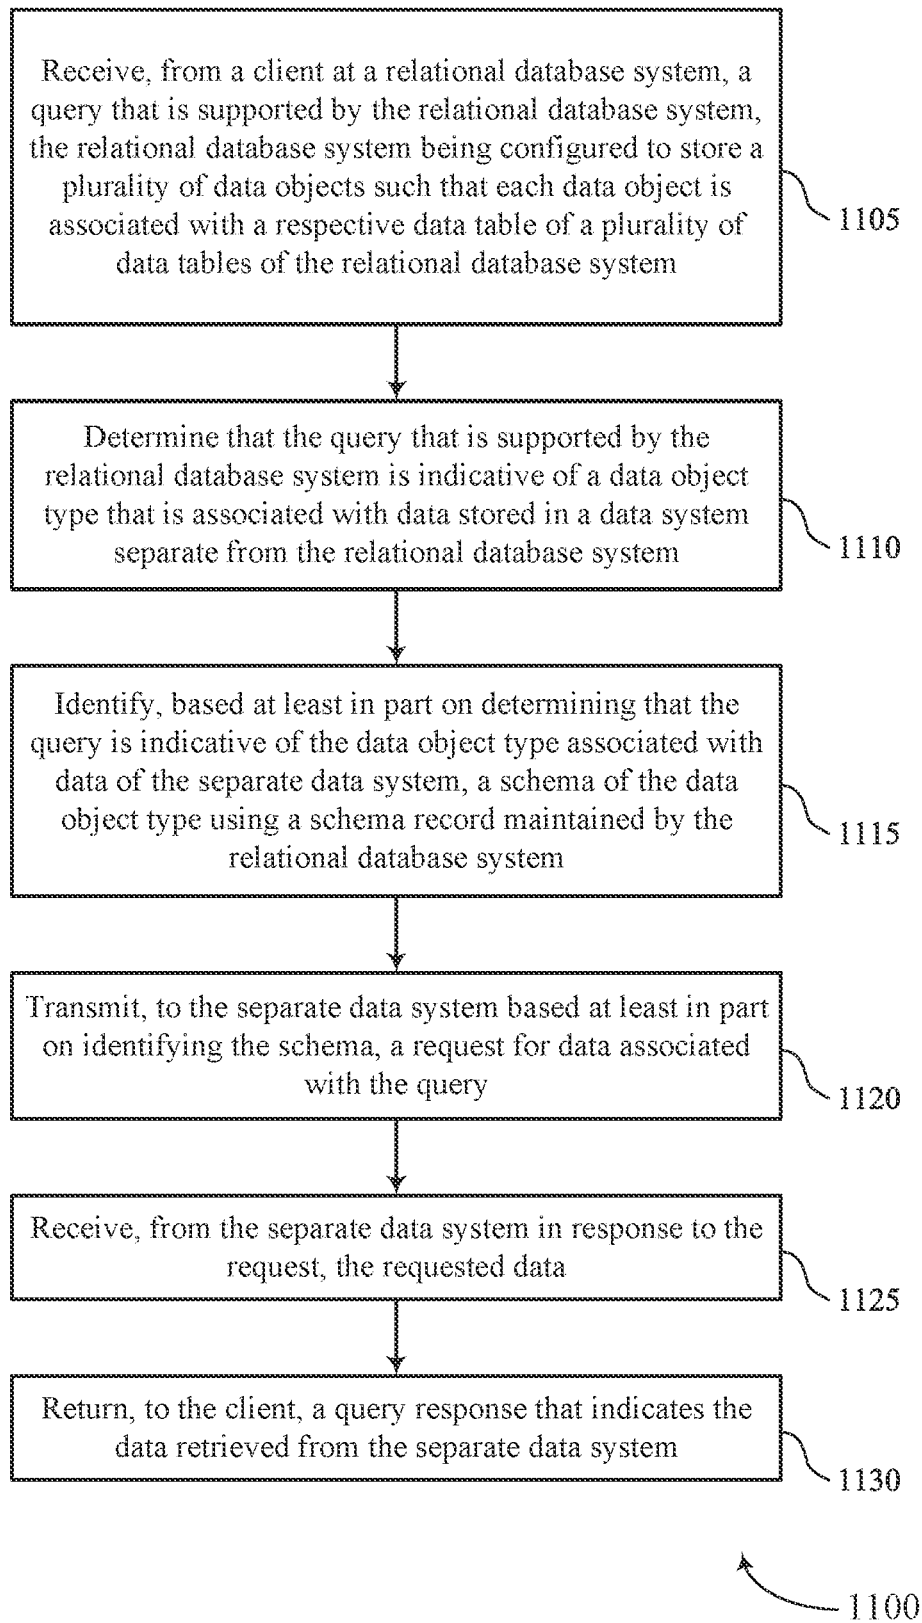 Receive, from a client at a relational database system, a
query that is supported by the relational database system,
the relational database system being configured to store a
plurality of data objects such that each data object is
associated with a respective data table of a plurality of
data tables of the relational database system
1105
Determine that the query that is supported by the
relational database system is indicative of a data object
type that is associated with data stored in a data system
separate from the relational database system
1110
Identify, based at least in part on determining that the
query is indicative of the data object type associated with
data of the separate data system, a schema of the data
object type using a schema record maintained by the
relational database system
1115
Transmit, to the separate data system based at least in part
on identifying the schema, a request for data associated
with the query
1120
Receive, from the separate data system in response to the
request, the requested data
1125
Return, to the client, a query response that indicates the
data retrieved from the separate data system
1130
1100